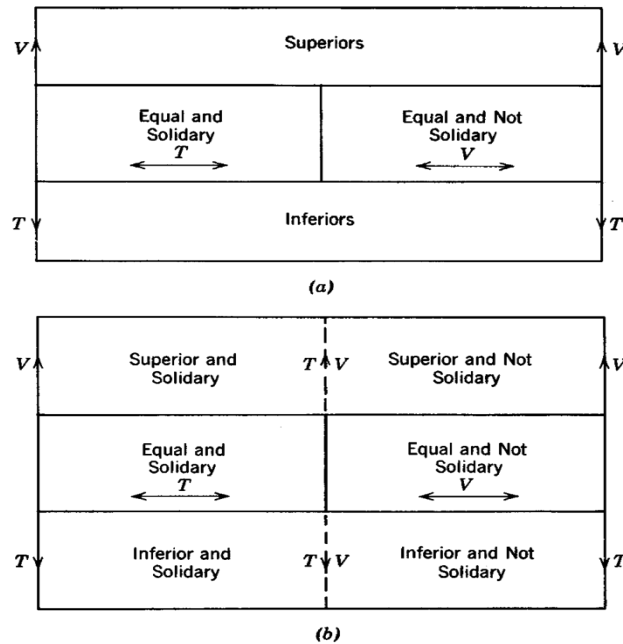 V Superiors V
Equal and Equal and Not
Solidary Solidary
T V
T Inferiors T
(a)
V Superior and T V Superior and Not V
Solidary Solidary
Equal and Equal and Not
Solidary Solidary
T V
T Inferior and T V Inferior and Not T
Solidary Solidary
(b)